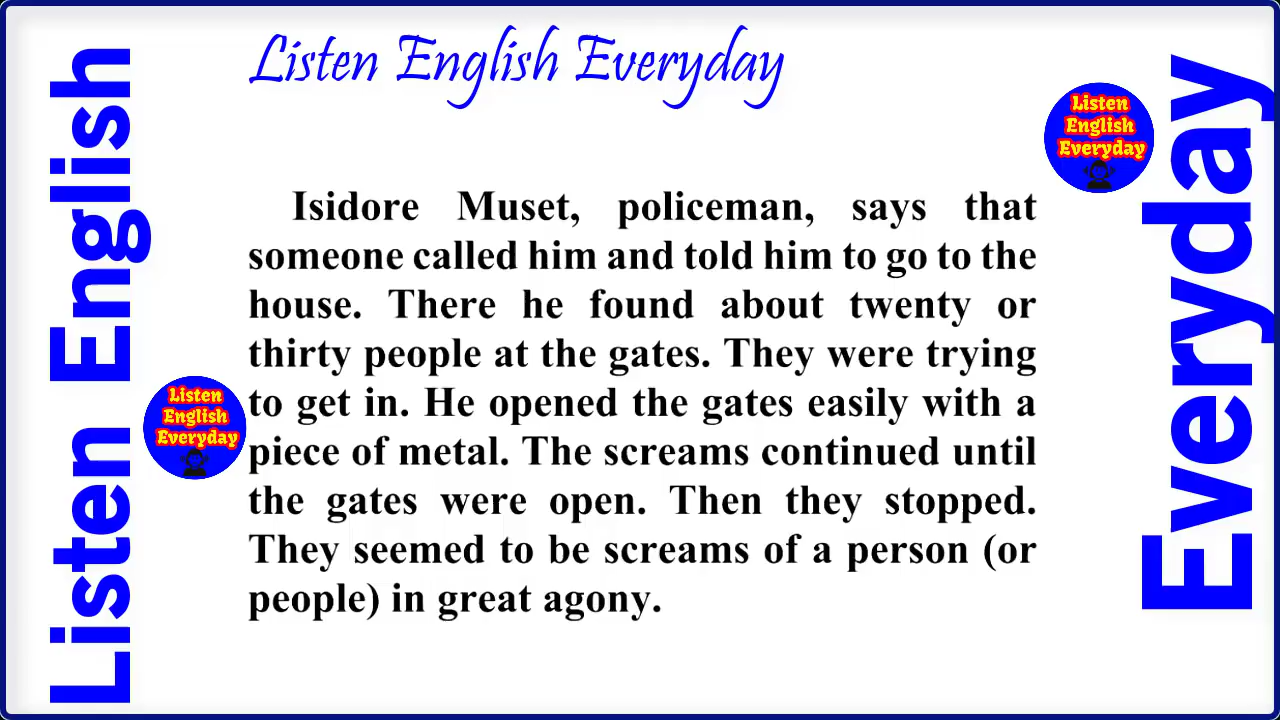 Listen English Everyday
Listen English
Everyday
Listen
English
Everyday
Isidore Muset, policeman, says that
someone called him and told him to go to the
house. There he found about twenty or
thirty people at the gates. They were trying
to get in. He opened the gates easily with a
piece of metal. The screams continued until
the gates were open. Then they stopped.
They seemed to be screams of a person (or
people) in great agony.
Listen
English
Everyday